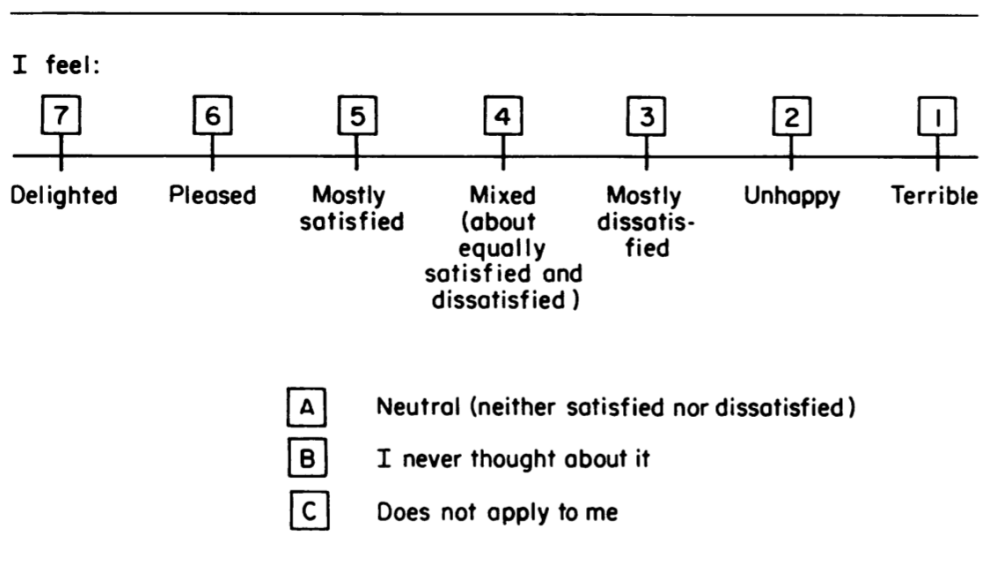 I feel:
7 6 5 4 3 2 1
Delighted Pleased Mostly Mixed Mostly Unhappy Terrible
satisfied (about dissatis-
equally fied
satisfied and
dissatisfied)
A Neutral (neither satisfied nor dissatisfied)
B I never thought about it
C Does not apply to me